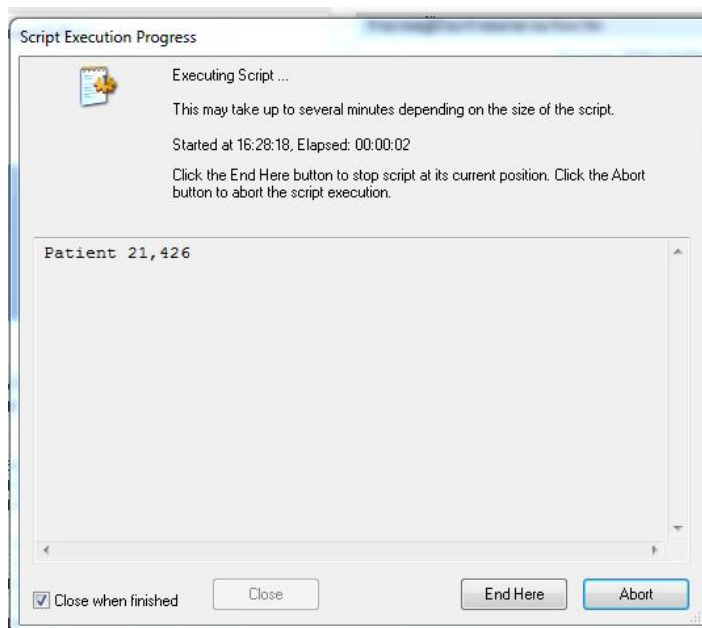 Script Execution Progress
Executing Script ...
This may take up to several minutes depending on the size of the script.
Started at 16:28:18, Elapsed: 00:00:02
Click the End Here button to stop script at its current position. Click the Abort
button to abort the script execution.
Patient 21,426
Close when finished
Close
End Here
Abort